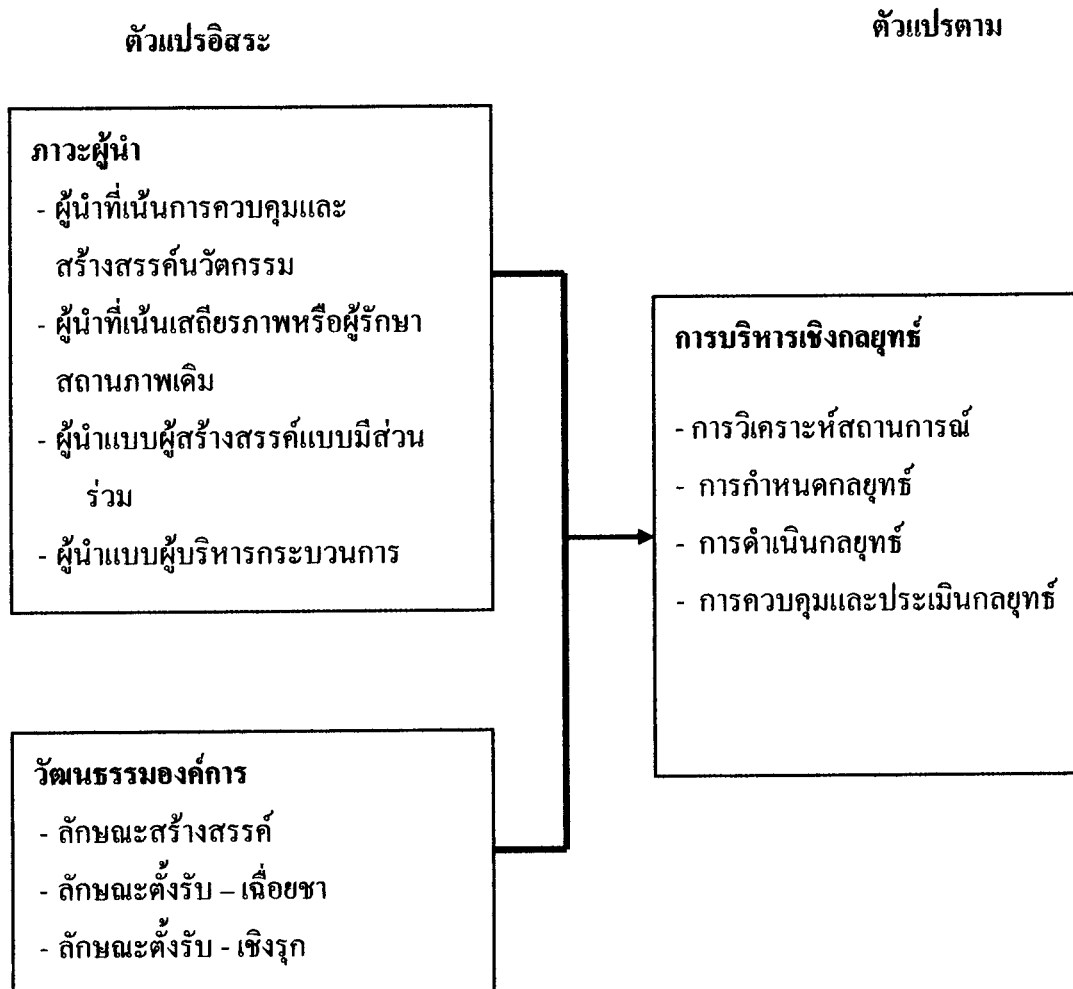 ตัวแปรอิสระ
ตัวแปรตาม
ภาวะผู้นำ
- ผู้นำที่เน้นการควบคุมและ
สร้างสรรค์นวัตกรรม
- ผู้นำที่เน้นเสถียรภาพหรือผู้รักษา
สถานภาพเดิม
- ผู้นำแบบผู้สร้างสรรค์แบบมีส่วน
ร่วม
- ผู้นำแบบผู้บริหารกระบวนการ
การบริหารเชิงกลยุทธ์
- การวิเคราะห์สถานการณ์
- การกำหนดกลยุทธ์
- การดำเนินกลยุทธ์
- การควบคุมและประเมินกลยุทธ์
วัฒนธรรมองค์การ
- ลักษณะสร้างสรรค์
- ลักษณะตั้งรับ – เฉื่อยชา
- ลักษณะตั้งรับ - เชิงรุก